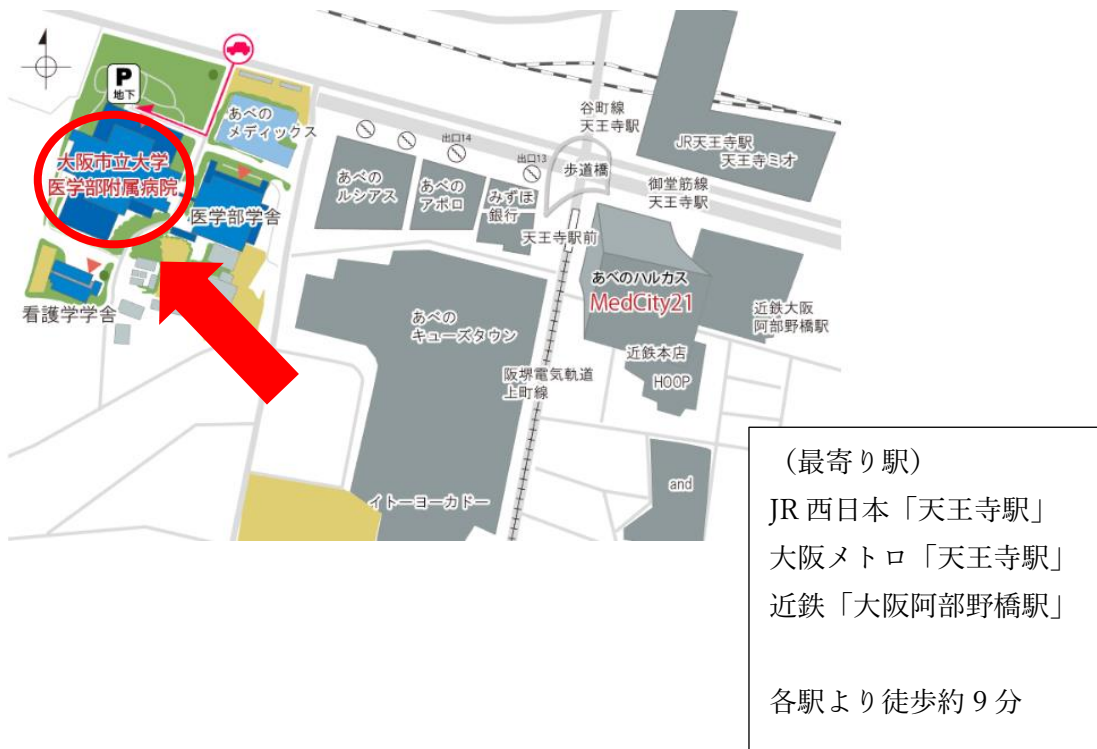 P
地下
あべの
メディックス
大阪市立大学
医学部附属病院
医学部学舎
看護学学舎
出口14
出口13
あべの
ルシアス
あべの
アポロ
みずほ
銀行
谷町線
天王寺駅
歩道橋
JR天王寺駅
天王寺ミオ
御堂筋線
天王寺駅
天王寺駅前
あべのハルカス
MedCity21
近鉄大阪
阿部野橋駅
近鉄本店
HOOP
あべの
キューズタウン
阪堺電気軌道
上町線
イトーヨーカドー
and
（最寄り駅）
JR西日本「天王寺駅」
大阪メトロ「天王寺駅」
近鉄「大阪阿部野橋駅」
各駅より徒歩約9分